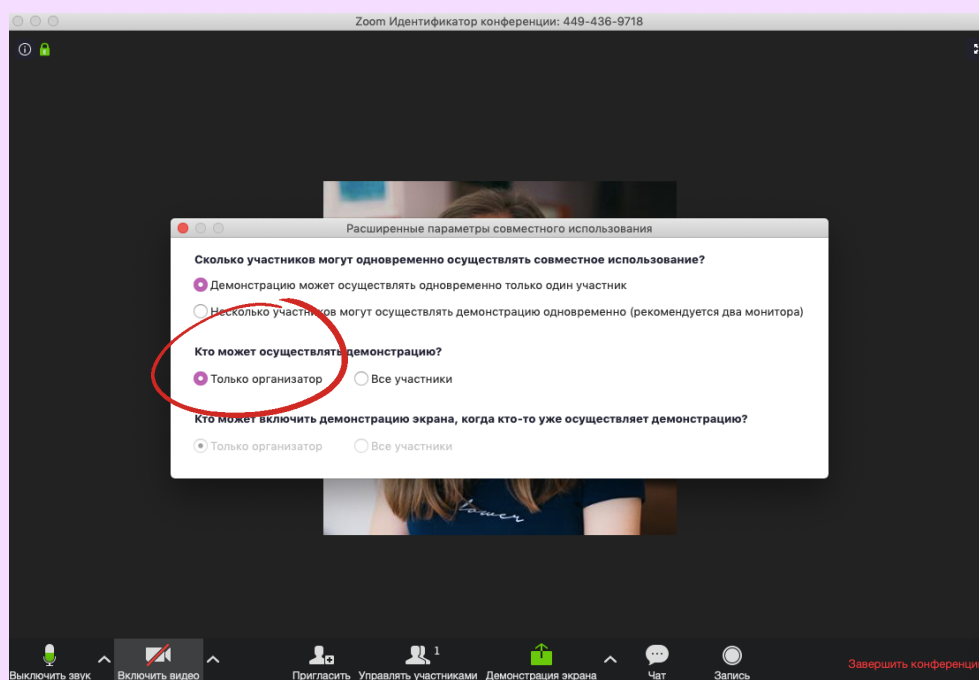 Zoom Идентификатор конференции: 449-436-9718
Расширенные параметры совместного использования
Сколько участников могут одновременно осуществлять совместное использование?
Демонстрацию может осуществлять одновременно только один участник
Несколько участников могут осуществлять демонстрацию одновременно (рекомендуется два монитора)
Кто может осуществлять демонстрацию?
Только организатор Все участники
Кто может включить демонстрацию экрана, когда кто-то уже осуществляет демонстрацию?
Только организатор Все участники
flower
1
Выключить звук Включить видео Пригласить Управлять участниками Демонстрация экрана Чат Запись Завершить конференци